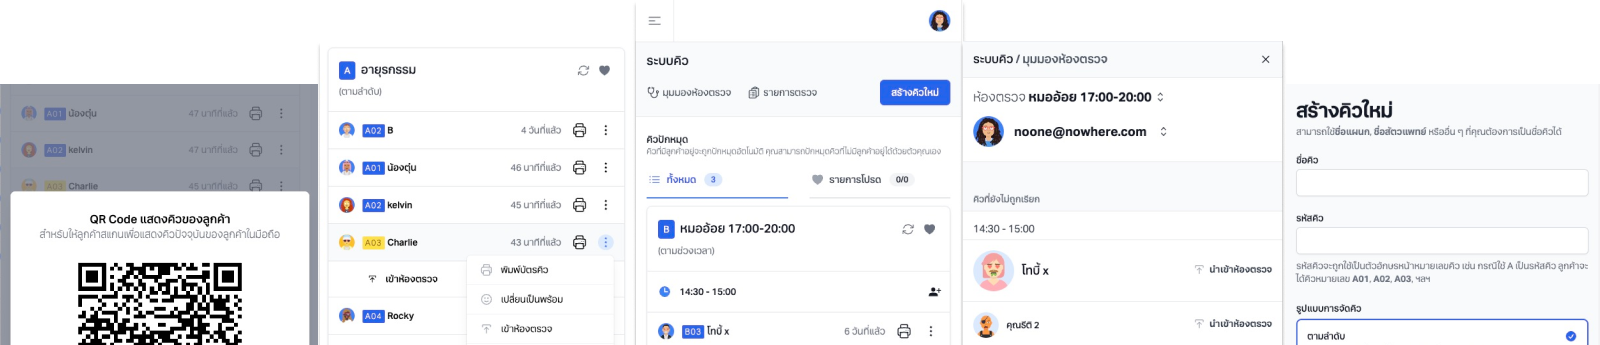 A01 น้องตุ่น 47 นาทีที่แล้ว
A02 kelvin 47 นาทีที่แล้ว
A03 Charlie 45 นาทีที่แล้ว
QR Code แสดงคิวของลูกค้า
สำหรับให้ลูกค้าสแกนเพื่อแสดงคิวปัจจุบันของลูกค้าในมือถือ
A อายุรกรรม
(ตามลำดับ)
A02 B 4 วันที่แล้ว
A01 น้องตุ่น 46 นาทีที่แล้ว
A02 kelvin 45 นาทีที่แล้ว
A03 Charlie 43 นาทีที่แล้ว
เข้าห้องตรวจ
A04 Rocky
พิมพ์บัตรคิว
เปลี่ยนเป็นพร้อม
เข้าห้องตรวจ
ระบบคิว
มุมมองห้องตรวจ รายการตรวจ สร้างคิวใหม่
คิวปักหมุด
คิวที่มีลูกค้าอยู่จะถูกปักหมุดอัตโนมัติ คุณสามารถปักหมุดคิวที่ไม่มีลูกค้าอยู่ได้ด้วยตัวคุณเอง
ทั้งหมด 3 รายการโปรด 0/0
B หมออ้อย 17:00-20:00
(ตามช่วงเวลา)
14:30 - 15:00
B03 โทบี้ x 6 วันที่แล้ว
ระบบคิว / มุมมองห้องตรวจ
ห้องตรวจ หมออ้อย 17:00-20:00
noone@nowhere.com
คิวที่ยังไม่ถูกเรียก
14:30 - 15:00
โทบี้ x นำเข้าห้องตรวจ
คุณธิติ 2 นำเข้าห้องตรวจ
สร้างคิวใหม่
สามารถใช้ชื่อแผนก, ชื่อสัตวแพทย์ หรืออื่น ๆ ที่คุณต้องการเป็นชื่อคิวได้
ชื่อคิว
รหัสคิว
รหัสคิวจะถูกใช้เป็นตัวอักษรหน้าหมายเลขคิว เช่น กรณีใช้ A เป็นรหัสคิว ลูกค้าจะ
ได้คิวหมายเลข A01, A02, A03, ฯลฯ
รูปแบบการจัดคิว
ตามลำดับ